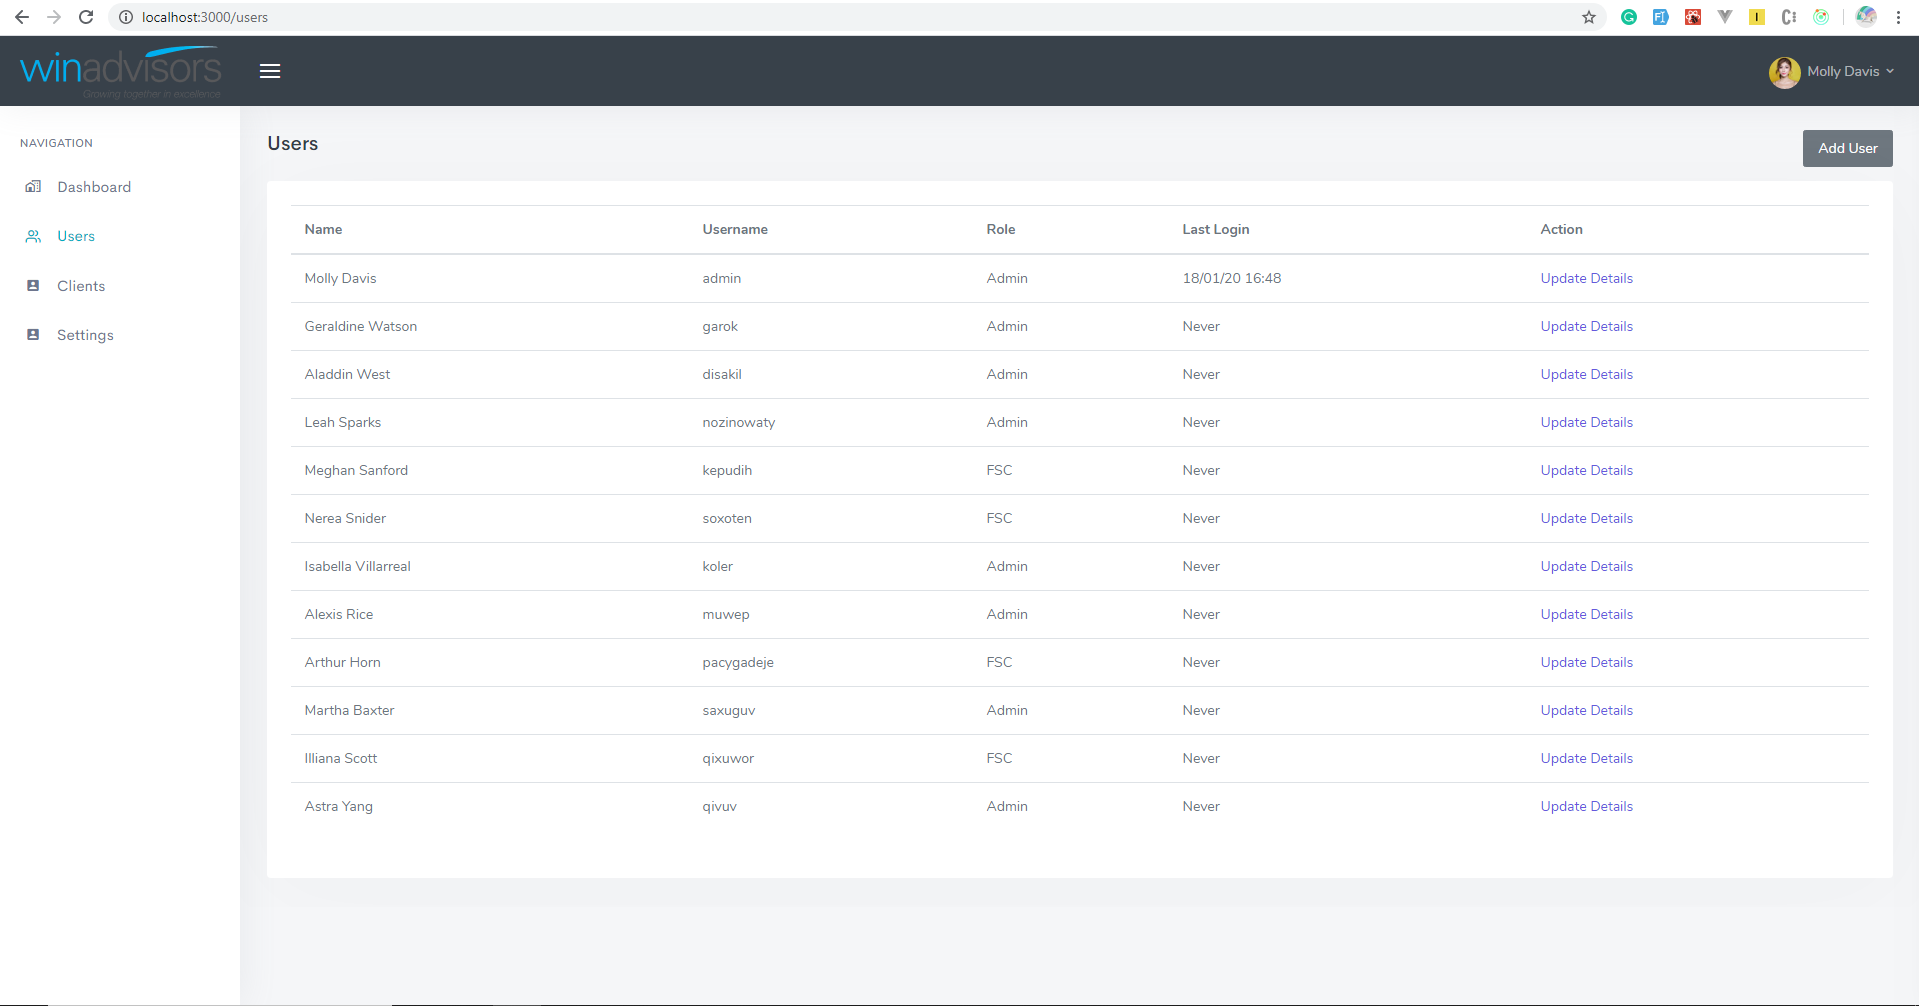 localhost:3000/users
winadvisors
Growing together in excellence
Molly Davis
NAVIGATION
Dashboard
Users
Clients
Settings
Users
Add User
Name Username Role Last Login Action
Molly Davis admin Admin 18/01/20 16:48 Update Details
Geraldine Watson garok Admin Never Update Details
Aladdin West disakil Admin Never Update Details
Leah Sparks nozinowaty Admin Never Update Details
Meghan Sanford kepudih FSC Never Update Details
Nerea Snider soxoten FSC Never Update Details
Isabella Villarreal koler Admin Never Update Details
Alexis Rice muwep Admin Never Update Details
Arthur Horn pacygadeje FSC Never Update Details
Martha Baxter saxuguv Admin Never Update Details
Illiana Scott qixuwor FSC Never Update Details
Astra Yang qivuv Admin Never Update Details